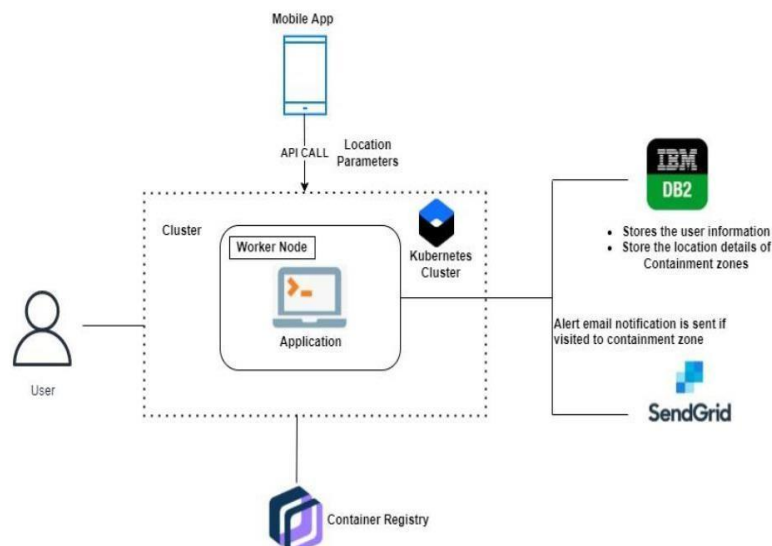 Mobile App
API CALL
Location
Parameters
IBM
DB2
• Stores the user information
• Store the location details of
Containment zones
Cluster
Worker Node
Kubernetes
Cluster
Application
User
Alert email notification is sent if
visited to containment zone
SendGrid
Container Registry